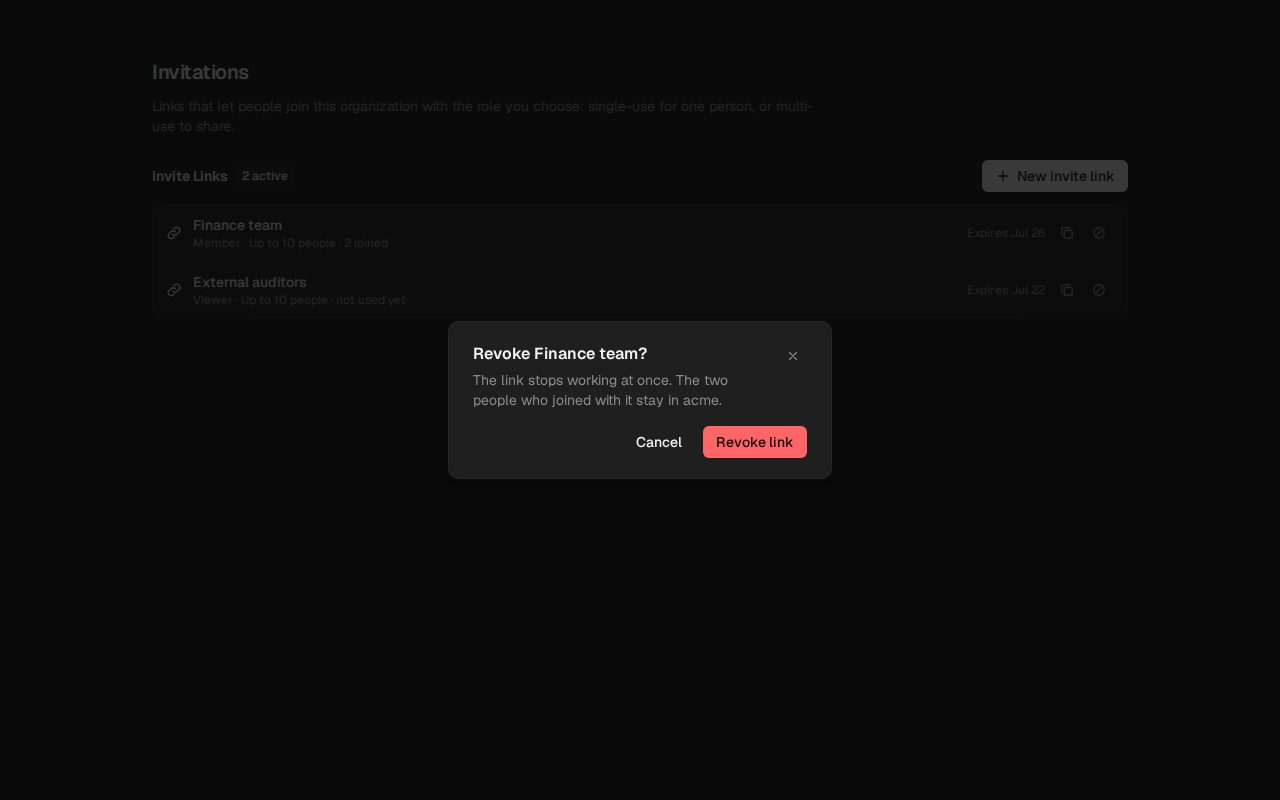 Invitations
Links that let people join this organization with the role you choose: single-use for one person, or multi-
use to share.
Invite Links 2 active
New invite link
Finance team
Member · Up to 10 people · 2 joined
Expires Jul 26
External auditors
Viewer · Up to 10 people · not used yet
Expires Jul 22
Revoke Finance team?
The link stops working at once. The two
people who joined with it stay in acme.
Cancel
Revoke link